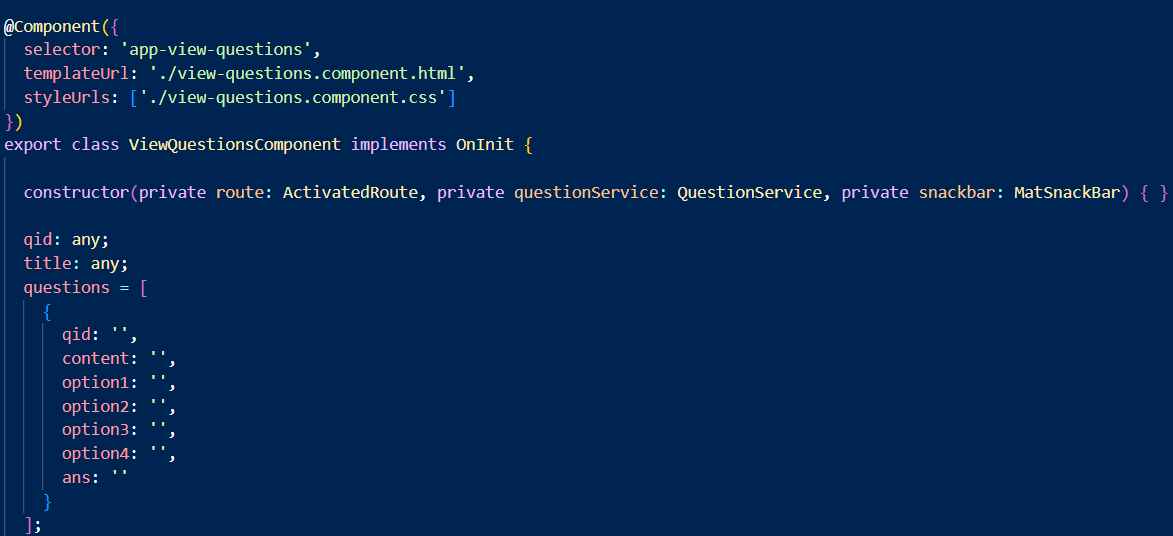 @Component({
  selector: 'app-view-questions',
  templateUrl: './view-questions.component.html',
  styleUrls: ['./view-questions.component.css']
})
export class ViewQuestionsComponent implements OnInit {
  constructor(private route: ActivatedRoute, private questionService: QuestionService, private snackbar: MatSnackBar) { }
  qid: any;
  title: any;
  questions = [
    {
      qid: '',
      content: '',
      option1: '',
      option2: '',
      option3: '',
      option4: '',
      ans: ''
    }
  ];